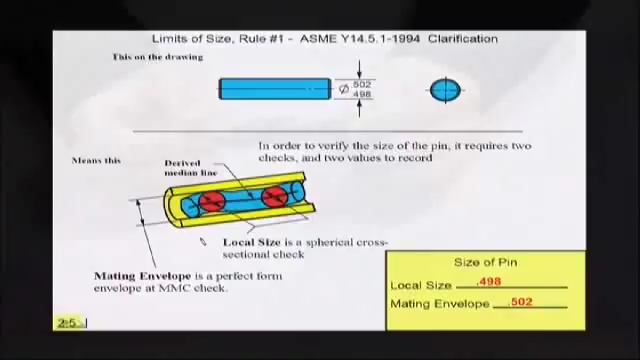 Limits of Size, Rule #1 - ASME Y14.5.1-1994 Clarification
This on the drawing
Ø .502
.498
In order to verify the size of the pin, it requires two
checks, and two values to record
Means this
Derived
median line
Local Size is a spherical cross-
sectional check
Mating Envelope is a perfect form
envelope at MMC check.
Size of Pin
Local Size .498
Mating Envelope .502
2.5